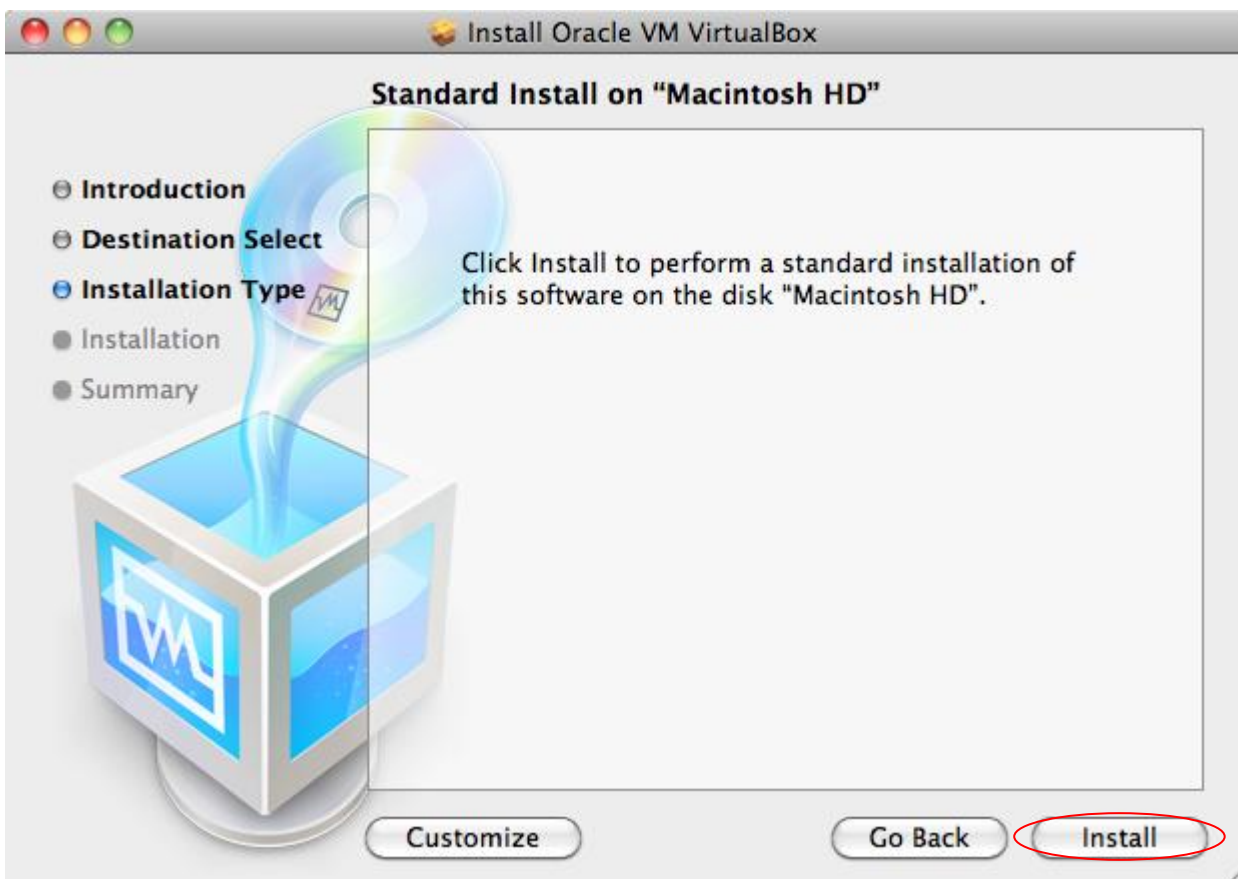 Install Oracle VM VirtualBox
Standard Install on “Macintosh HD”
Introduction
Destination Select
Installation Type
Installation
Summary
Click Install to perform a standard installation of
this software on the disk “Macintosh HD”.
Customize
Go Back
Install